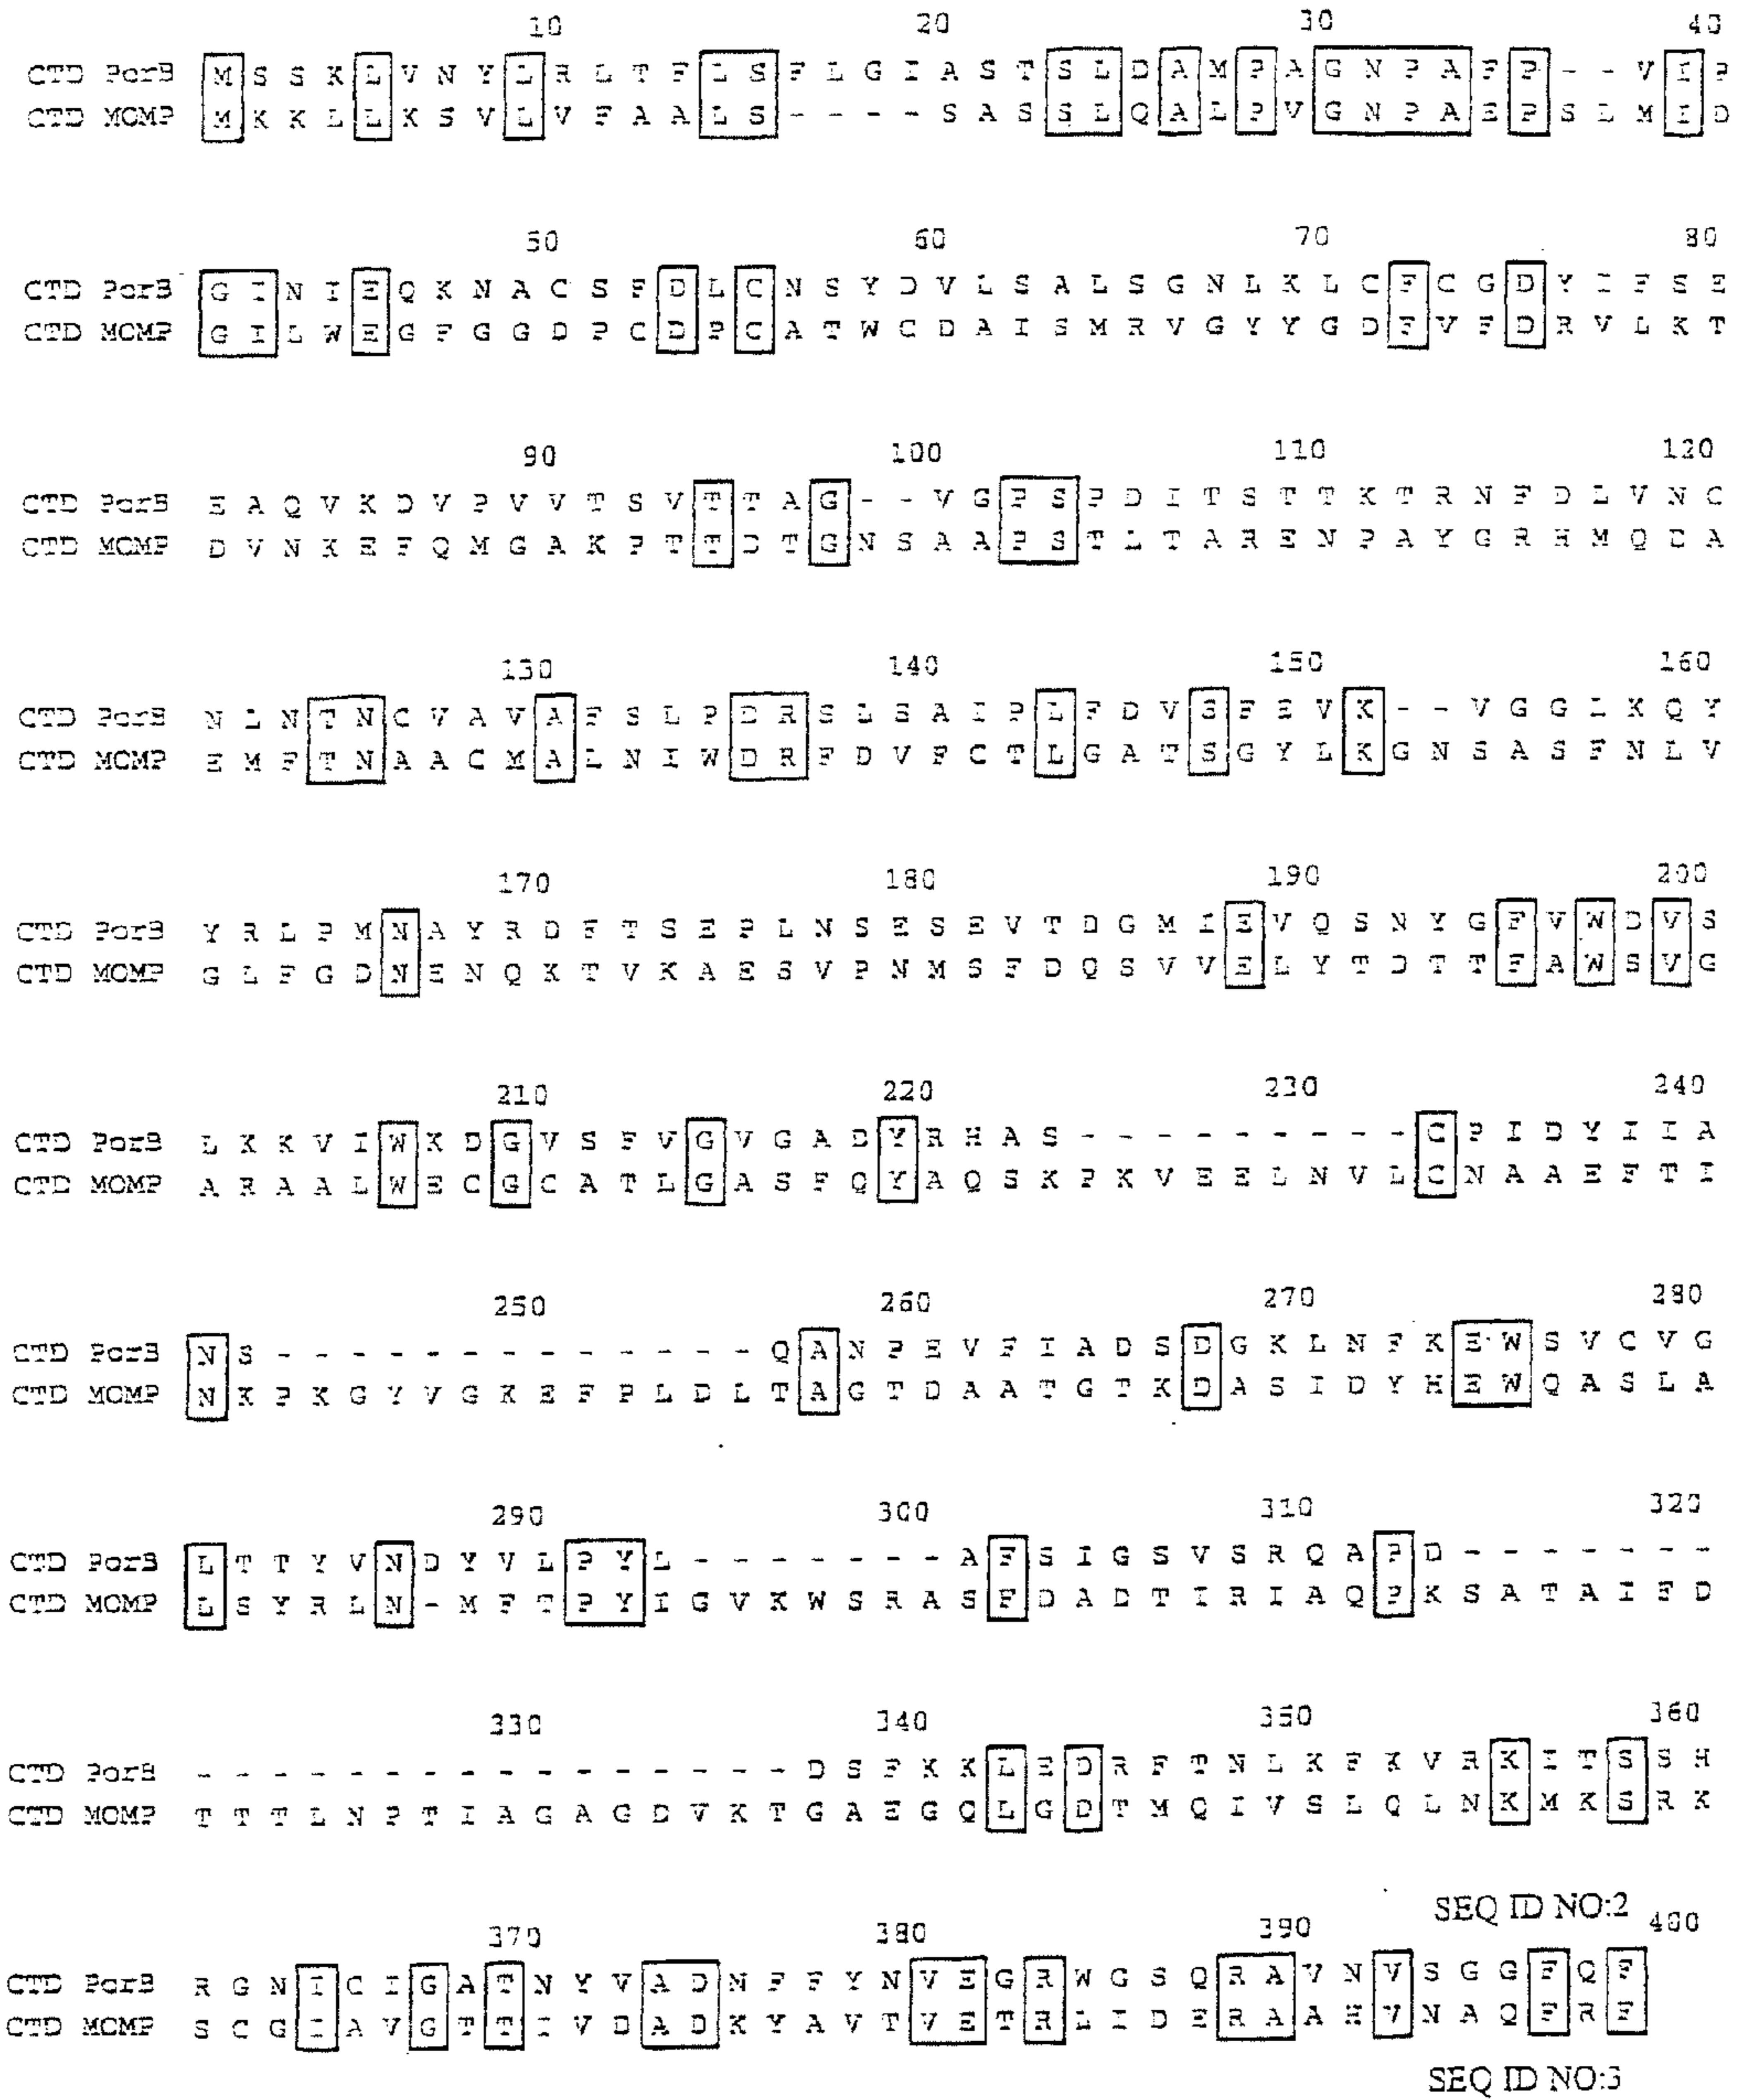 10 20 30 40
CTD PorB M S S K L V N Y L R L T F L S F L G I A S T S L D A M P A G N P A F P - - V I P
CTD MOMP M K K L L K S V L V F A A L S - - - - S A S S L Q A L P V G N P A E P S L M I D
50 60 70 80
CTD PorB G I N I E Q K N A C S F D L C N S Y D V L S A L S G N L K L C F C G D Y I F S E
CTD MOMP G I L W E G F G G D P C D P C A T W C D A I S M R V G Y Y G D F V F D R V L K T
90 100 110 120
CTD PorB E A Q V K D V P V V T S V T T A G - - V G P S P D I T S T T K T R N F D L V N C
CTD MOMP D V N K E F Q M G A K P T T D T G N S A A P S T L T A R E N P A Y G R H M Q D A
130 140 150 160
CTD PorB N L N T N C V A V A F S L P D R S L S A I P L F D V S F E V K - - V G G L K Q Y
CTD MOMP E M F T N A A C M A L N I W D R F D V F C T L G A T S G Y L K G N S A S F N L V
170 180 190 200
CTD PorB Y R L P M N A Y R D F T S E P L N S E S E V T D G M I E V Q S N Y G F V W D V S
CTD MOMP G L F G D N E N Q K T V K A E S V P N M S F D Q S V V E L Y T D T T F A W S V G
210 220 230 240
CTD PorB L K K V I W K D G V S F V G V G A D Y R H A S - - - - - - - - - C P I D Y I I A
CTD MOMP A R A A L W E C G C A T L G A S F Q Y A Q S K P K V E E L N V L C N A A E F T I
250 260 270 280
CTD PorB N S - - - - - - - - - - - - - Q A N P E V F I A D S D G K L N F K E W S V C V G
CTD MOMP N K P K G Y V G K E F P L D L T A G T D A A T G T K D A S I D Y H E W Q A S L A
290 300 310 320
CTD PorB L T T Y V N D Y V L P Y L - - - - - - - A F S I G S V S R Q A P D - - - - - - -
CTD MOMP L S Y R L N - M F T P Y I G V K W S R A S F D A D T I R I A Q P K S A T A I F D
330 340 350 360
CTD PorB - - - - - - - - - - - - - - - - D S F K K L E D R F T N L K F K V R K I T S S H
CTD MOMP T T T L N P T I A G A G D V K T G A E G Q L G D T M Q I V S L Q L N K M K S R K
SEQ ID NO:2
370 380 390 400
CTD PorB R G N I C I G A T N Y V A D N F F Y N V E G R W G S Q R A V N V S G G F Q F
CTD MOMP S C G I A V G T T I V D A D K Y A V T V E T R L I D E R A A H V N A Q F R F
SEQ ID NO:3